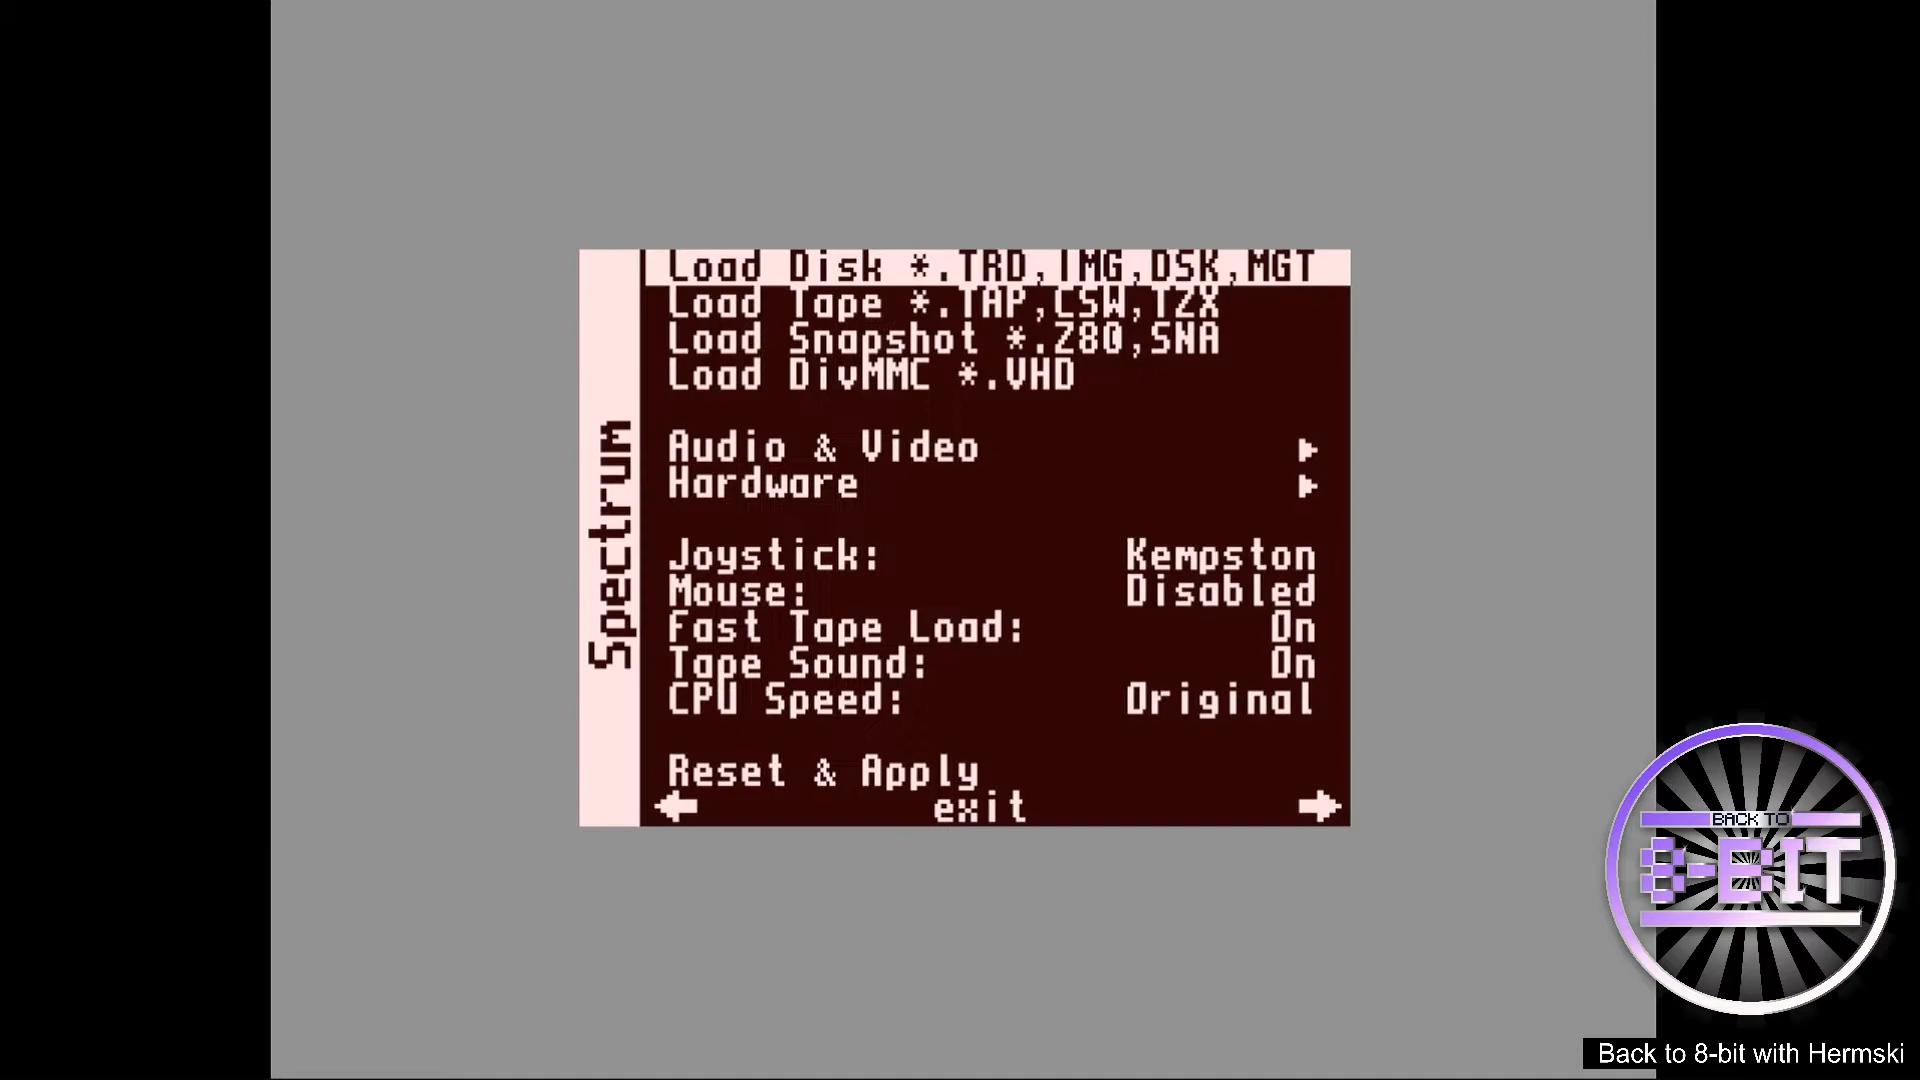 Spectrum
Load Disk *.TRD,IMG,DSK,MGT
Load Tape *.TAP,CSW,TZX
Load Snapshot *.Z80,SNA
Load DivMMC *.VHD
Audio & Video
Hardware
Joystick: Kempston
Mouse: Disabled
Fast Tape Load: On
Tape Sound: On
CPU Speed: Original
Reset & Apply
exit
BACK TO
8-BIT
Back to 8-bit with Hermski